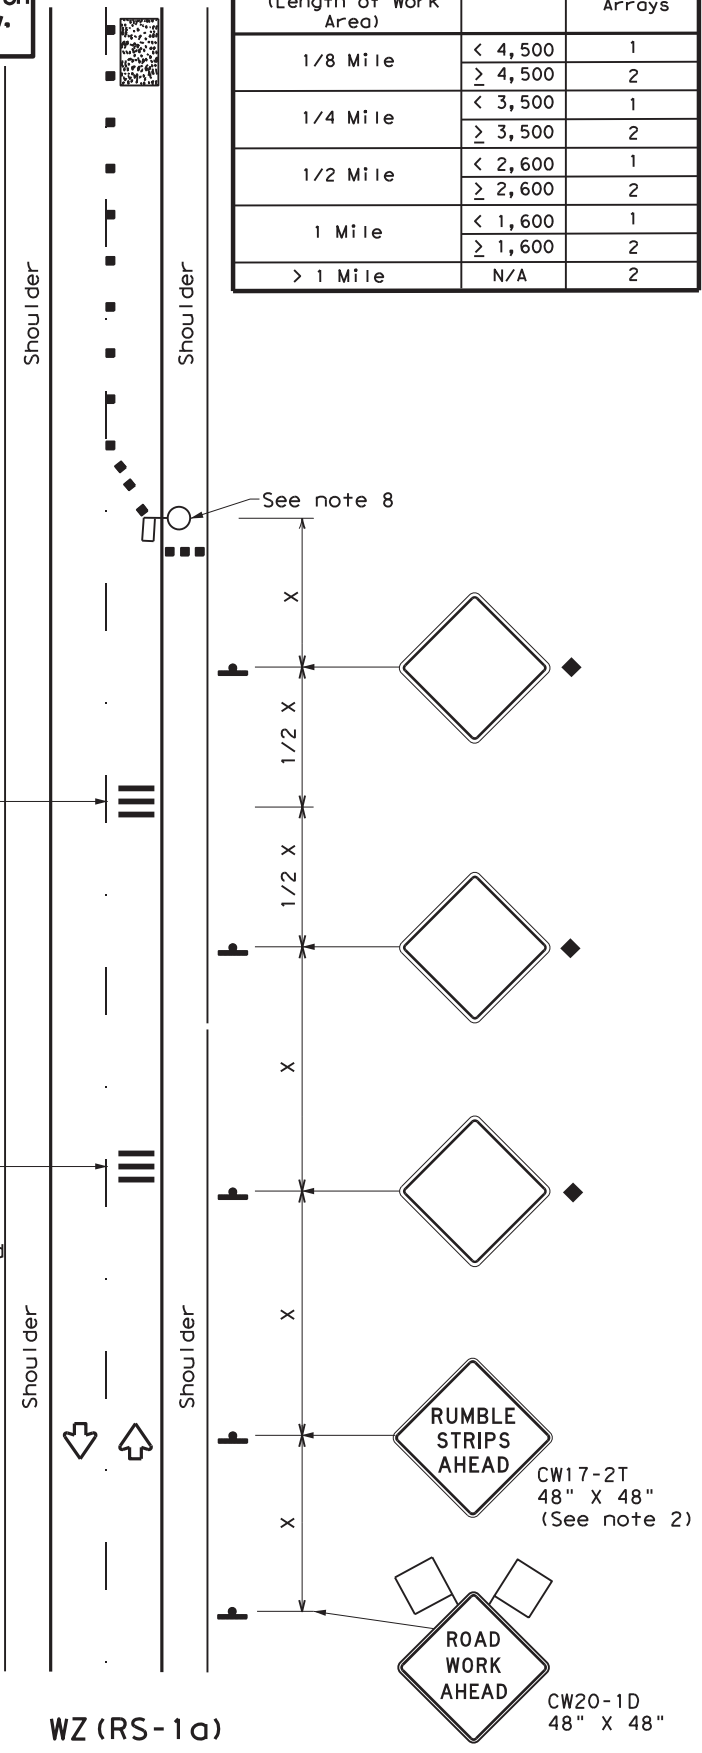 (Length of Work
Area)
Arrays
1/8 Mile
< 4,500
1
≥ 4,500
2
1/4 Mile
< 3,500
1
≥ 3,500
2
1/2 Mile
< 2,600
1
≥ 2,600
2
1 Mile
< 1,600
1
≥ 1,600
2
> 1 Mile
N/A
2
Shoulder
Shoulder
See note 8
X
1/2 X
1/2 X
X
X
Shoulder
Shoulder
RUMBLE
STRIPS
AHEAD
CW17-2T
48" X 48"
(See note 2)
X
ROAD
WORK
AHEAD
CW20-1D
48" X 48"
WZ(RS-1a)